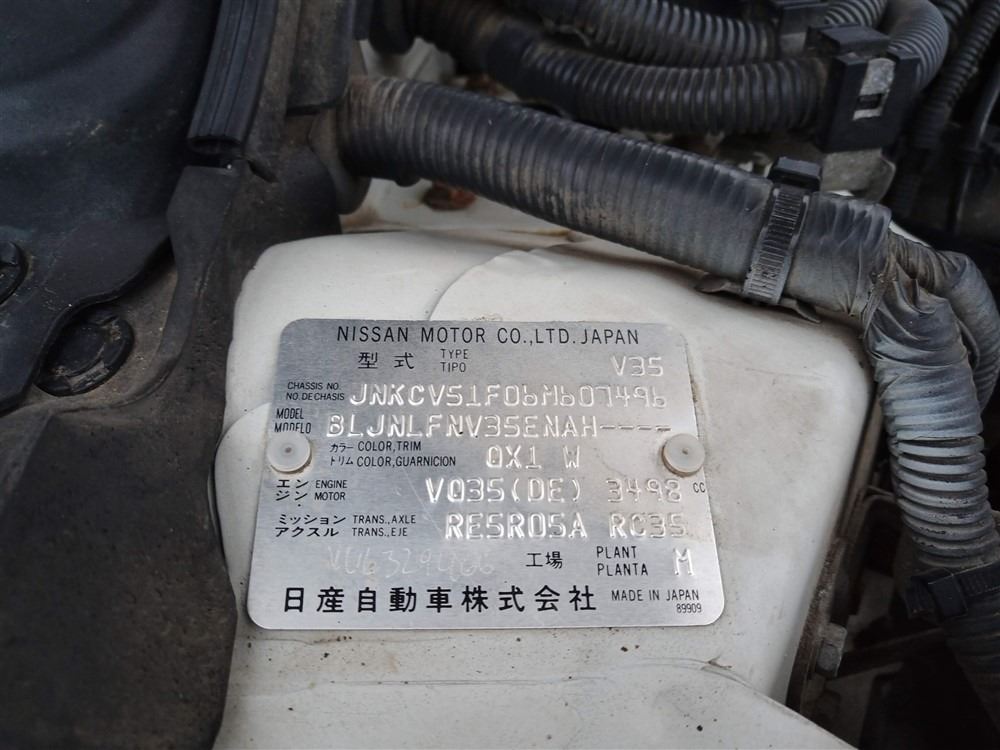 NISSAN MOTOR CO.,LTD. JAPAN
型式 TYPE TIPO V35
CHASSIS NO. NO DE CHASIS JNKCV51F06M607496
MODEL MODELO BLJNLFNV35ENAH----
カラー COLOR,TRIM トリム COLOR,GUARNICION QX1 W
エンジン ENGINE MOTOR VQ35(DE) 3498 CC
ミッション TRANS.,AXLE アクスル TRANS.,EJE RE5R05A RC35
工場 PLANT PLANTA M
日産自動車株式会社 MADE IN JAPAN
89909